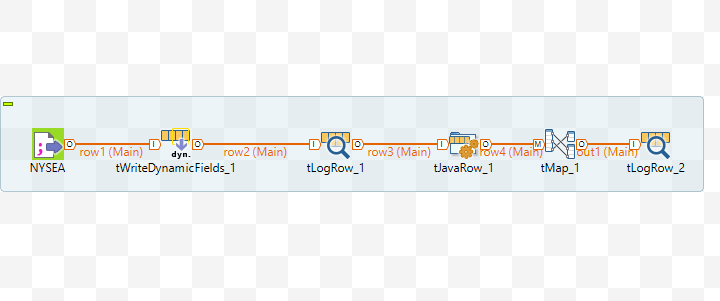 row1 (Main)
row2 (Main)
row3 (Main)
row4 (Main)
out1 (Main)
O
I
dyn.
O
I
O
I
O
M
O
I
NYSEA
tWriteDynamicFields_1
tLogRow_1
tJavaRow_1
tMap_1
tLogRow_2